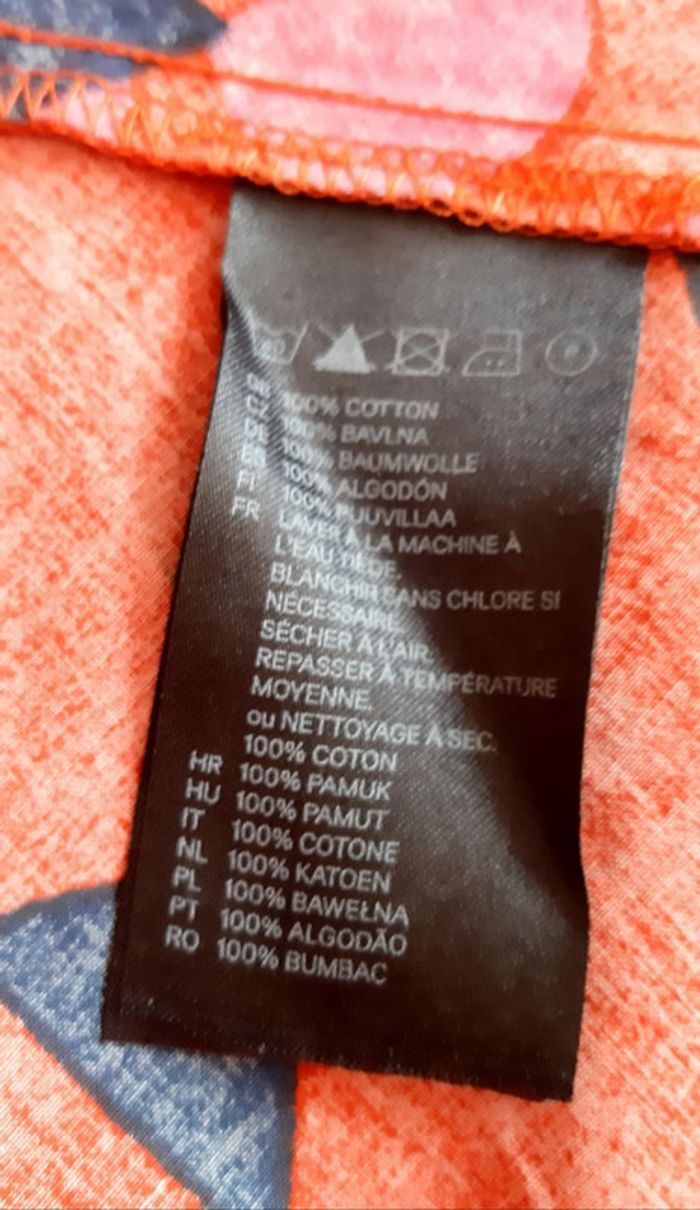 100% COTTON
CZ 100% BAVLNA
DE 100% BAUMWOLLE
ES 100% ALGODÓN
FI 100% PUUVILLAA
FR LAVER À LA MACHINE À
L'EAU TIÈDE.
BLANCHIR SANS CHLORE SI
NÉCESSAIRE.
SÉCHER À L'AIR.
REPASSER À TEMPÉRATURE
MOYENNE.
ou NETTOYAGE À SEC.
100% COTON
HR 100% PAMUK
HU 100% PAMUT
IT 100% COTONE
NL 100% KATOEN
PL 100% BAWEŁNA
PT 100% ALGODÃO
RO 100% BUMBAC